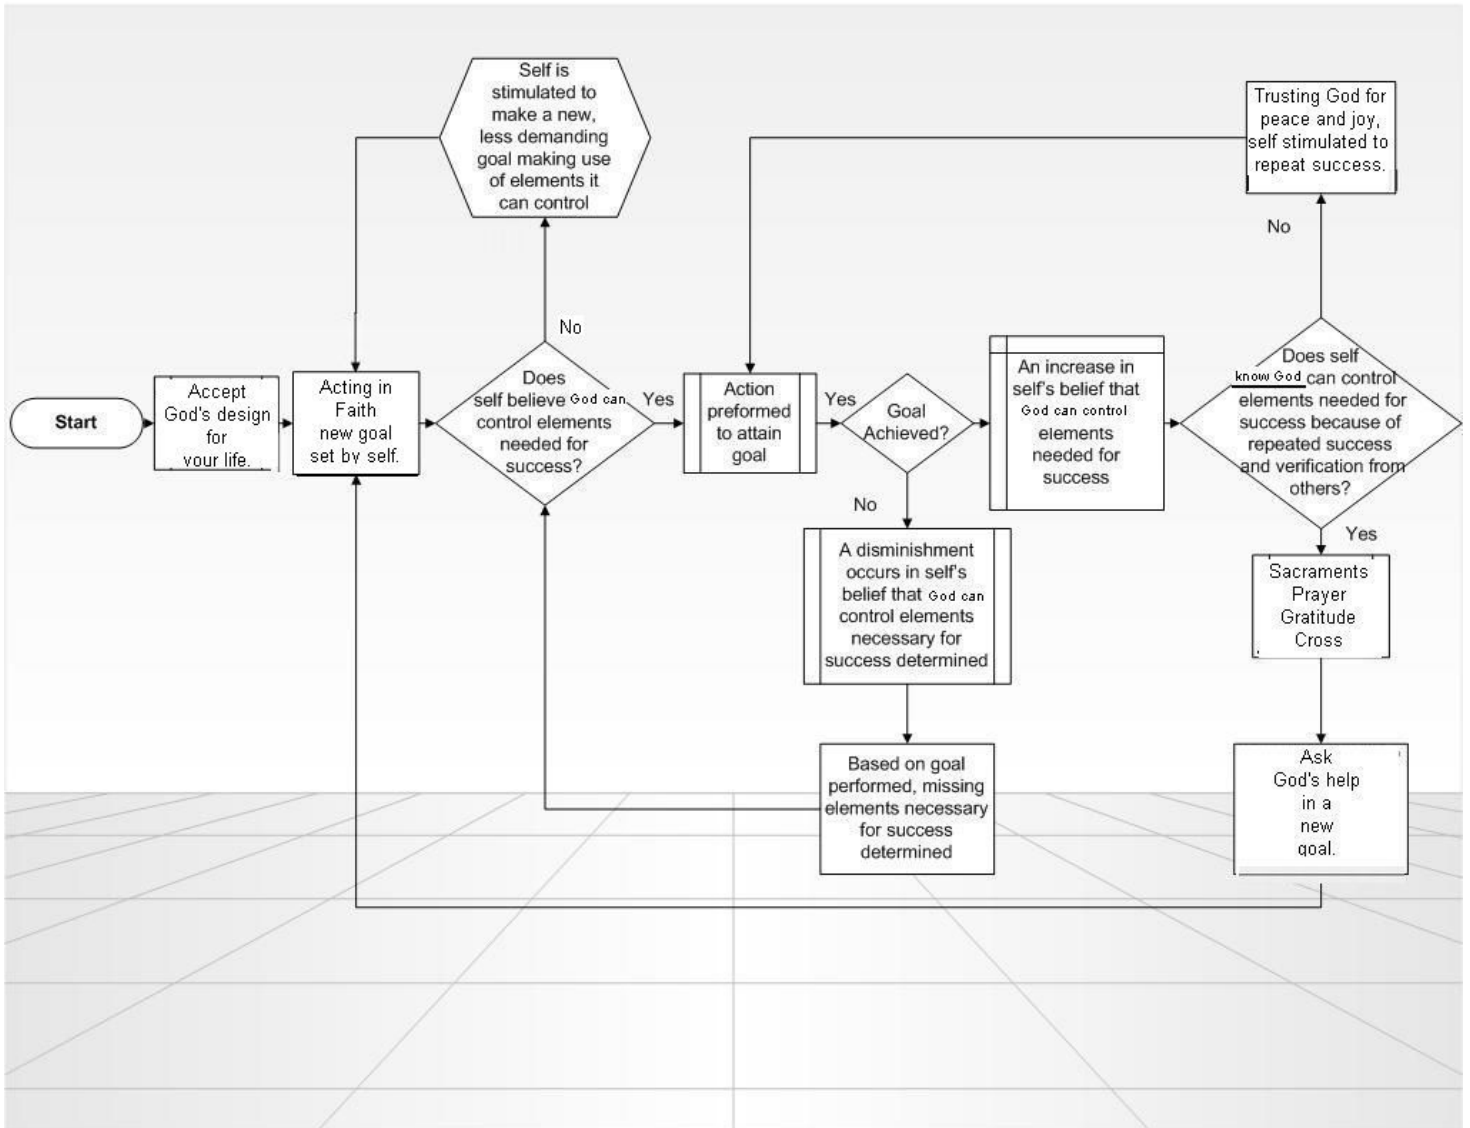 Start
Accept
God's design
for
your life.
Acting in
Faith
new goal
set by self.
Self is
stimulated to
make a new,
less demanding
goal making use
of elements it
can control
No
Does
self believe God can
control elements
needed for
success?
Yes
Action
preformed
to attain
goal
Yes
Goal
Achieved?
No
A disminishment
occurs in self's
belief that God can
control elements
necessary for
success determined
Based on goal
performed, missing
elements necessary
for success
determined
An increase in
self's belief that
God can control
elements
needed for
success
Does self
know God can control
elements needed for
success because of
repeated success
and verification from
others?
No
Trusting God for
peace and joy,
self stimulated to
repeat success.
Yes
Sacraments
Prayer
Gratitude
Cross
Ask
God's help
in a
new
goal.